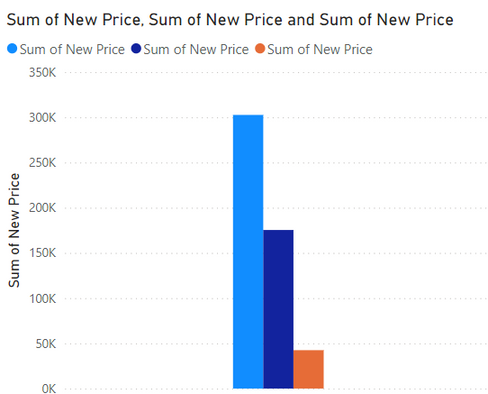 Sum of New Price, Sum of New Price and Sum of New Price
Sum of New Price Sum of New Price Sum of New Price
350K
300K
250K
200K
150K
100K
50K
0K
Sum of New Price